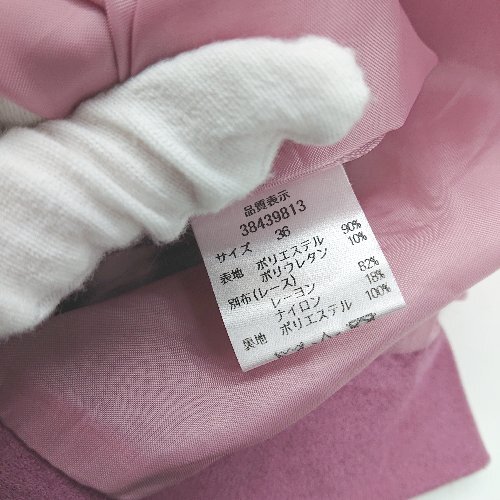 品質表示
38439813
サイズ 36
表地 ポリエステル 90%
ポリウレタン 10%
別布(レース)
レーヨン 82%
ナイロン 18%
裏地 ポリエステル 100%